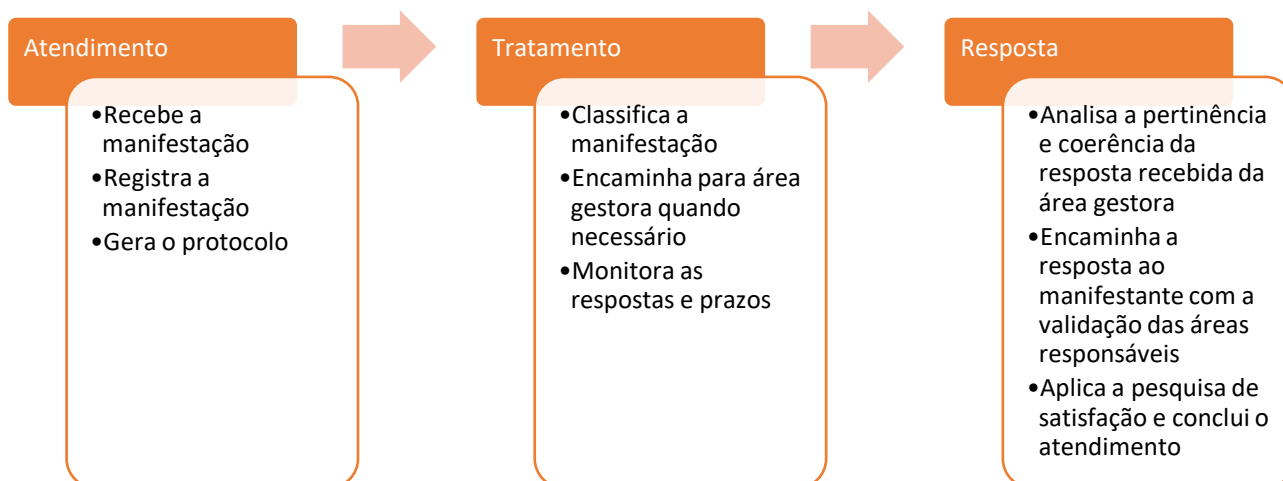 Atendimento
•Recebe a
manifestação
•Registra a
manifestação
•Gera o protocolo
Tratamento
•Classifica a
manifestação
•Encaminha para área
gestora quando
necessário
•Monitora as
respostas e prazos
Resposta
•Analisa a pertinência
e coerência da
resposta recebida da
área gestora
•Encaminha a
resposta ao
manifestante com a
validação das áreas
responsáveis
•Aplica a pesquisa de
satisfação e conclui o
atendimento